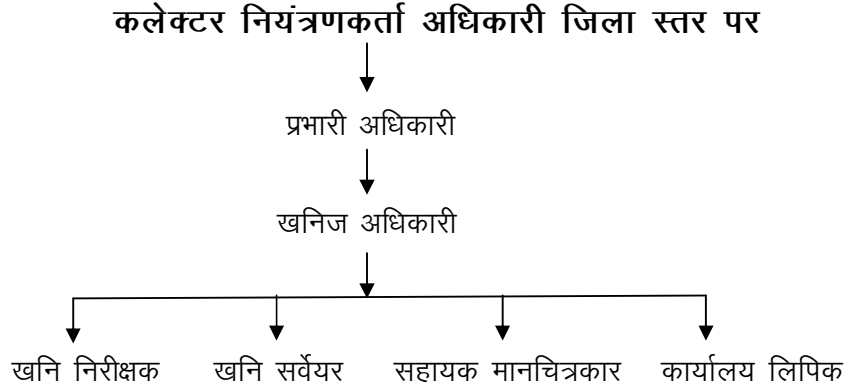 कलेक्टर नियंत्रणकर्ता अधिकारी जिला स्तर पर
प्रभारी अधिकारी
खनिज अधिकारी
खनि निरीक्षक खनि सर्वेयर सहायक मानचित्रकार कार्यालय लिपिक